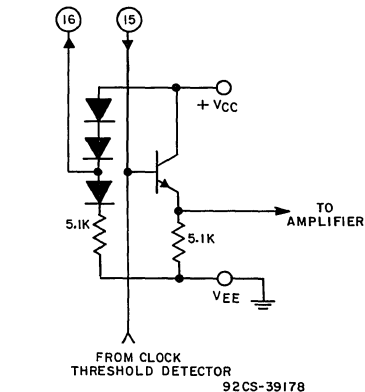 16 15
+ VCC
5.1K
5.1K
TO
AMPLIFIER
VEE
FROM CLOCK
THRESHOLD DETECTOR
92CS-39178